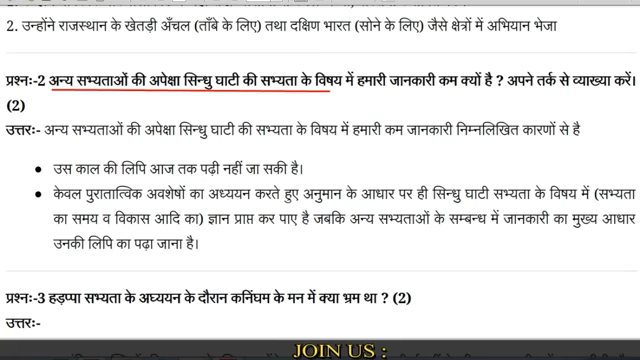 2. उन्होंने राजस्थान के खेतड़ी अँचल (ताँबे के लिए) तथा दक्षिण भारत (सोने के लिए) जैसे क्षेत्रों में अभियान भेजा
प्रश्नः-2 अन्य सभ्यताओं की अपेक्षा सिन्धु घाटी की सभ्यता के विषय में हमारी जानकारी कम क्यों है ? अपने तर्क से व्याख्या करें।
(2)
उत्तरः- अन्य सभ्यताओं की अपेक्षा सिन्धु घाटी की सभ्यता के विषय में हमारी कम जानकारी निम्नलिखित कारणों से है
● उस काल की लिपि आज तक पढ़ी नहीं जा सकी है।
● केवल पुरातात्विक अवशेषों का अध्ययन करते हुए अनुमान के आधार पर ही सिन्धु घाटी सभ्यता के विषय में (सभ्यता
का समय व विकास आदि का) ज्ञान प्राप्त कर पाए है जबकि अन्य सभ्यताओं के सम्बन्ध में जानकारी का मुख्य आधार
उनकी लिपि का पढ़ा जाना है।
प्रश्नः-3 हड़प्पा सभ्यता के अध्ययन के दौरान कनिंघम के मन में क्या भ्रम था ? (2)
उत्तरः-
JOIN US :